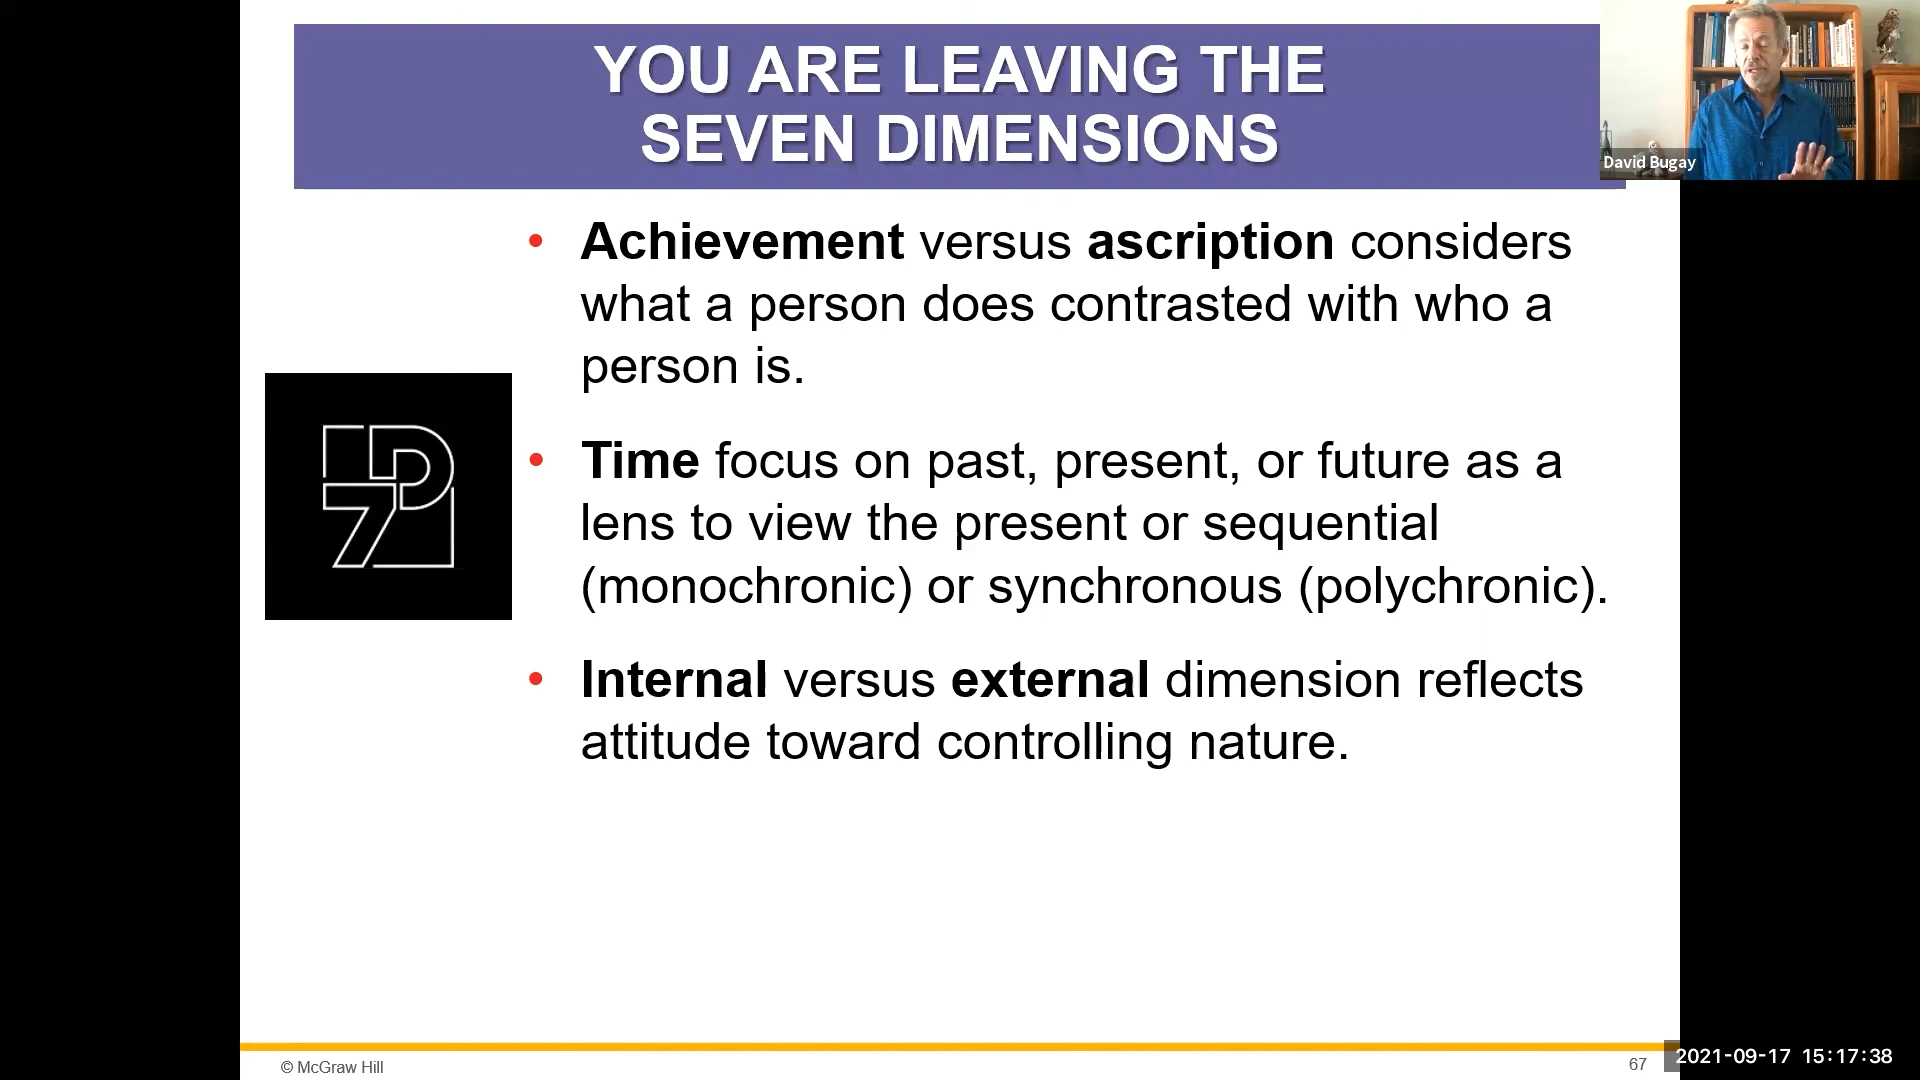 YOU ARE LEAVING THE
SEVEN DIMENSIONS
David Bugay
• Achievement versus ascription considers
what a person does contrasted with who a
person is.
7D
• Time focus on past, present, or future as a
lens to view the present or sequential
(monochronic) or synchronous (polychronic).
• Internal versus external dimension reflects
attitude toward controlling nature.
© McGraw Hill
67
2021-09-17 15:17:38